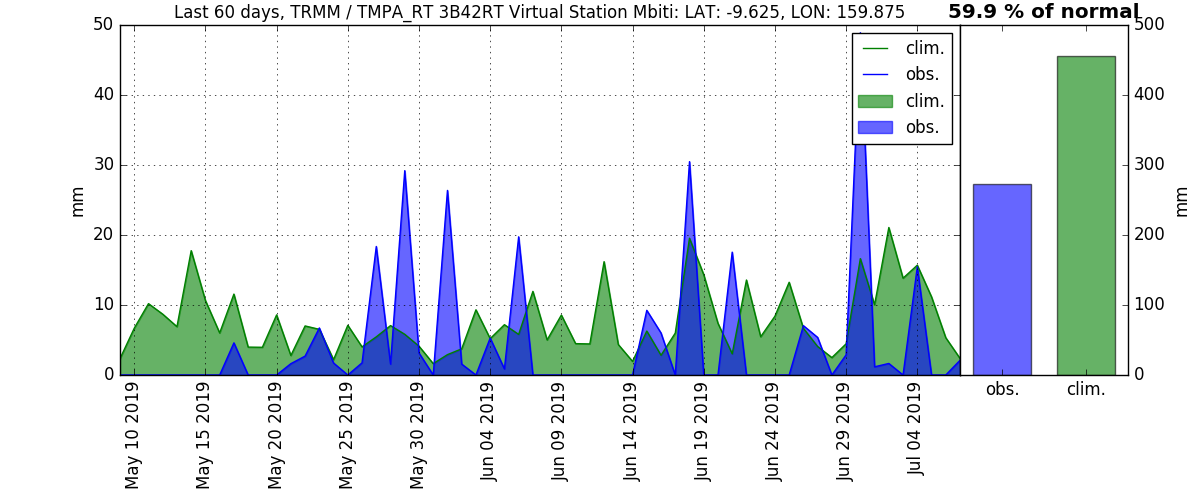 Last 60 days, TRMM / TMPA_RT 3B42RT Virtual Station Mbiti: LAT: -9.625, LON: 159.875
59.9 % of normal
50
40
30
20
10
0
mm
clim.
obs.
clim.
obs.
May 10 2019
May 15 2019
May 20 2019
May 25 2019
May 30 2019
Jun 04 2019
Jun 09 2019
Jun 14 2019
Jun 19 2019
Jun 24 2019
Jun 29 2019
Jul 04 2019
500
400
300
200
100
0
mm
obs.
clim.